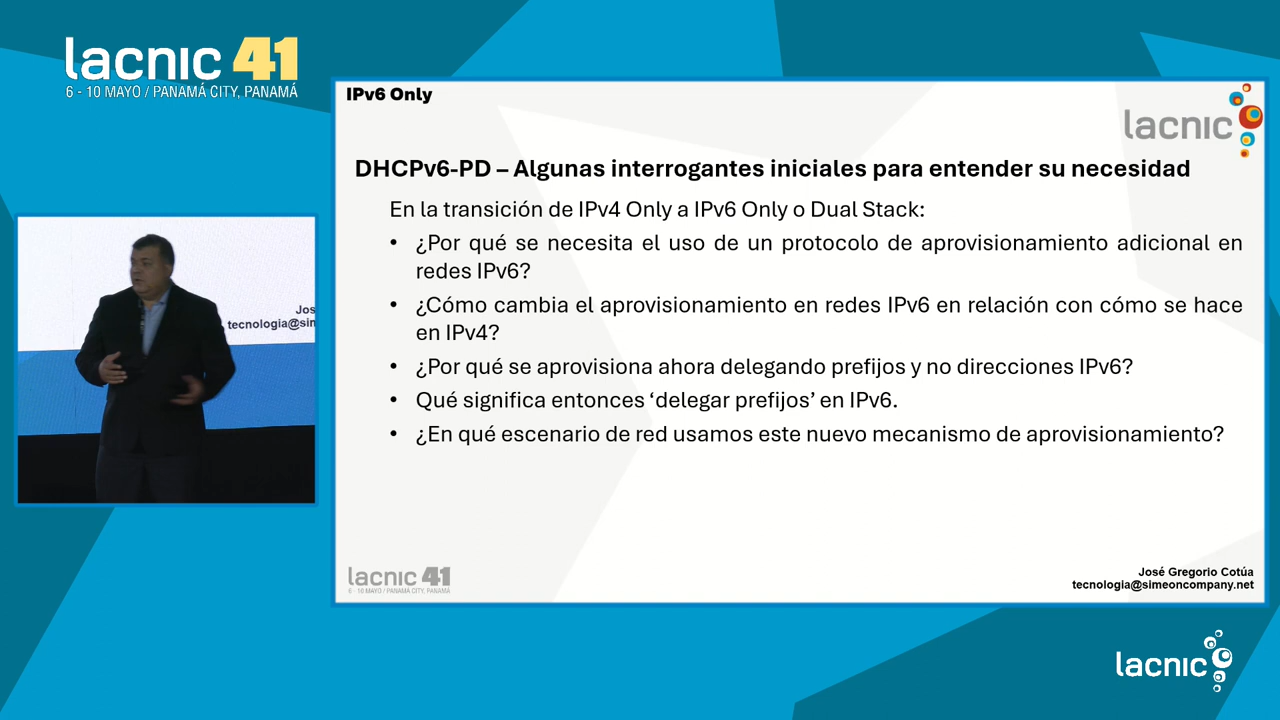 lacnic 41
6 - 10 MAYO / PANAMÁ CITY, PANAMÁ
IPv6 Only
lacnic
DHCPv6-PD – Algunas interrogantes iniciales para entender su necesidad
En la transición de IPv4 Only a IPv6 Only o Dual Stack:
• ¿Por qué se necesita el uso de un protocolo de aprovisionamiento adicional en
redes IPv6?
• ¿Cómo cambia el aprovisionamiento en redes IPv6 en relación con cómo se hace
en IPv4?
• ¿Por qué se aprovisiona ahora delegando prefijos y no direcciones IPv6?
• Qué significa entonces ‘delegar prefijos’ en IPv6.
• ¿En qué escenario de red usamos este nuevo mecanismo de aprovisionamiento?
Jos
tecnologia@sim
lacnic 41
6 - 10 MAYO / PANAMÁ CITY, PANAMÁ
José Gregorio Cotúa
tecnologia@simeoncompany.net
lacnic